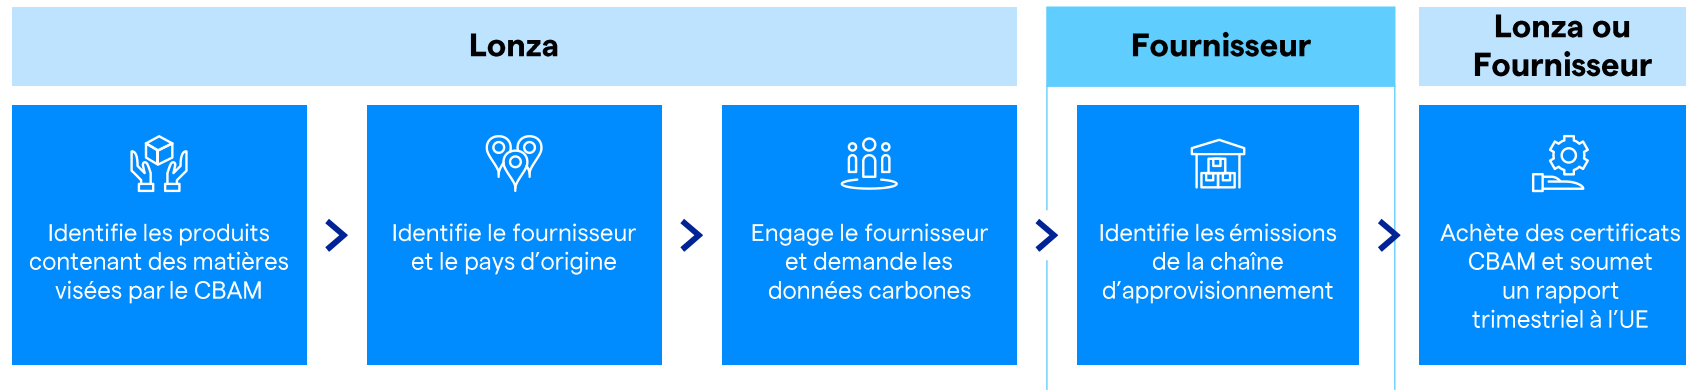 Lonza
Fournisseur
Lonza ou
Fournisseur
Identifie les produits
contenant des matières
visées par le CBAM
Identifie le fournisseur
et le pays d’origine
Engage le fournisseur
et demande les
données carbones
Identifie les émissions
de la chaîne
d’approvisionnement
Achète des certificats
CBAM et soumet
un rapport
trimestriel à l’UE